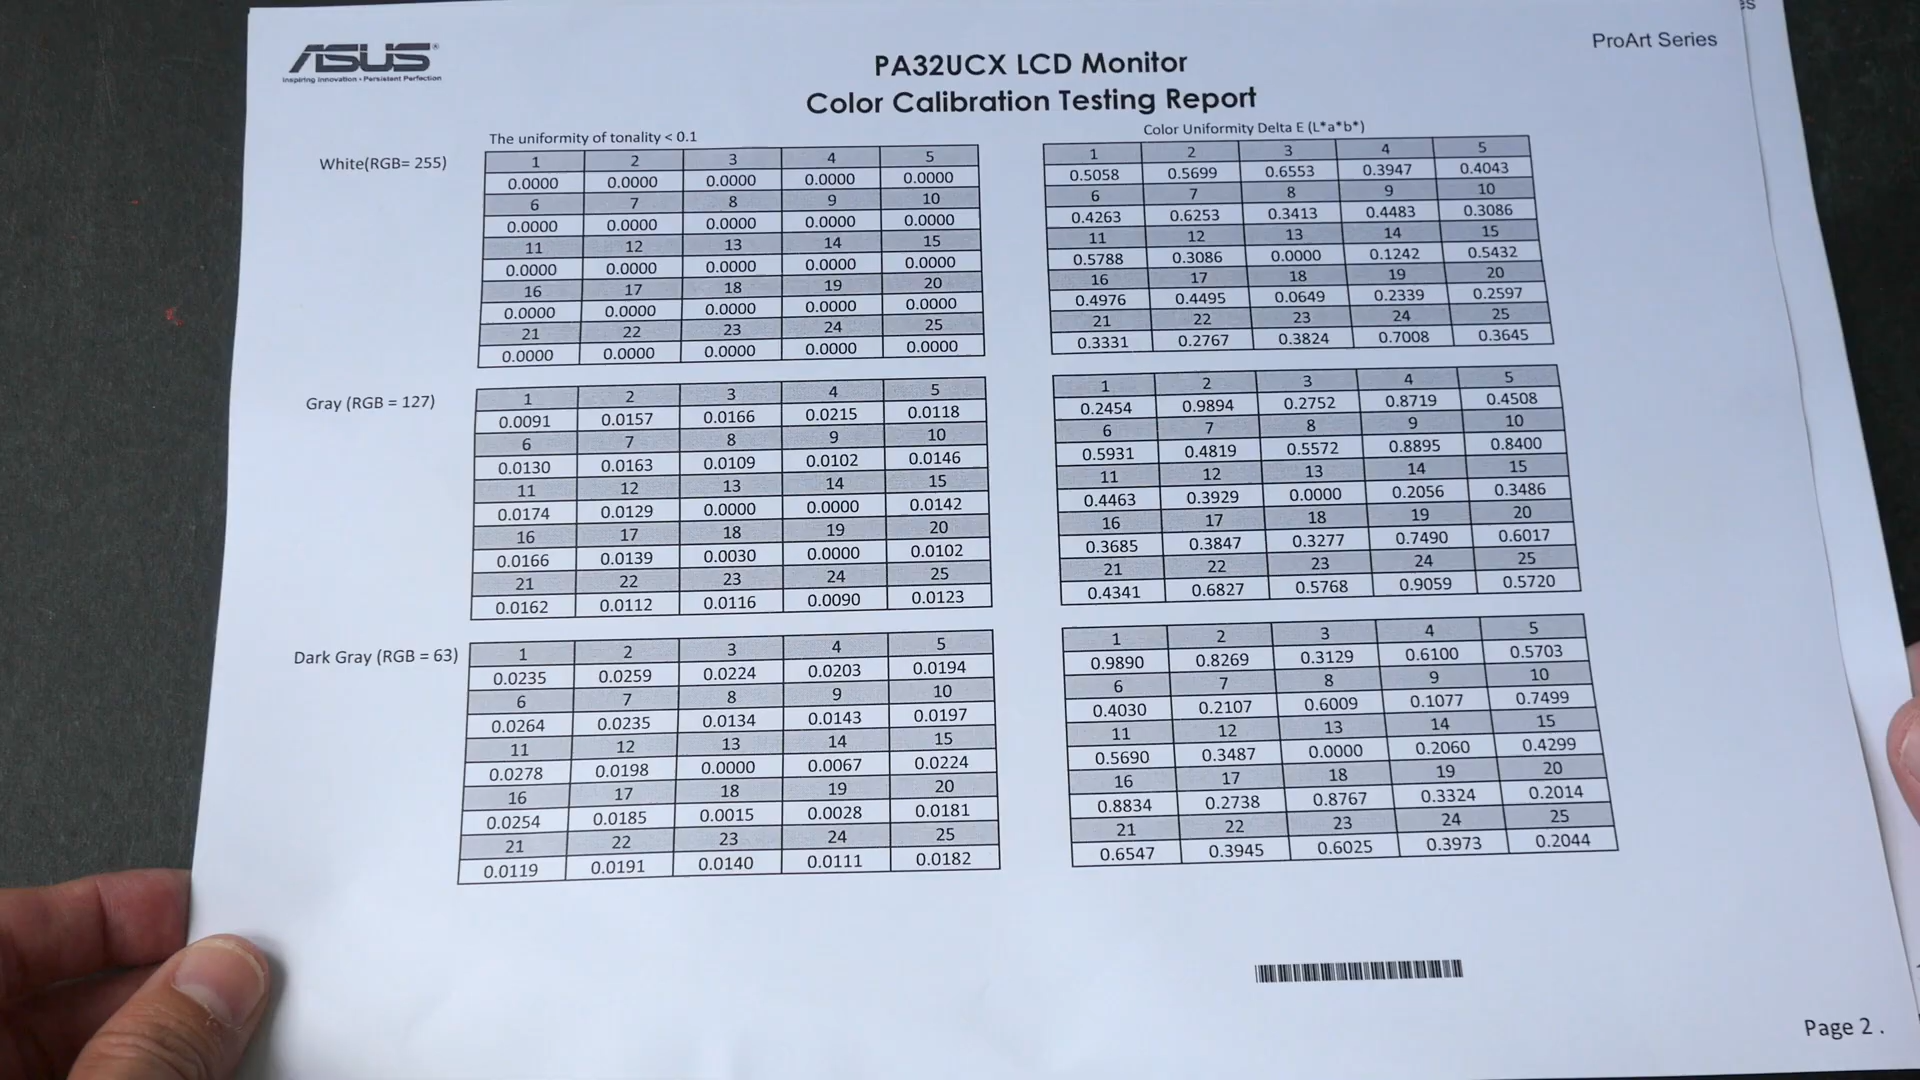 es
ASUS
Inspiring Innovation • Persistent Perfection
ProArt Series
PA32UCX LCD Monitor
Color Calibration Testing Report
The uniformity of tonality < 0.1
Color Uniformity Delta E (L*a*b*)
White(RGB= 255)
1 2 3 4 5
0.0000 0.0000 0.0000 0.0000 0.0000
6 7 8 9 10
0.0000 0.0000 0.0000 0.0000 0.0000
11 12 13 14 15
0.0000 0.0000 0.0000 0.0000 0.0000
16 17 18 19 20
0.0000 0.0000 0.0000 0.0000 0.0000
21 22 23 24 25
0.0000 0.0000 0.0000 0.0000 0.0000
1 2 3 4 5
0.5058 0.5699 0.6553 0.3947 0.4043
6 7 8 9 10
0.4263 0.6253 0.3413 0.4483 0.3086
11 12 13 14 15
0.5788 0.3086 0.0000 0.1242 0.5432
16 17 18 19 20
0.4976 0.4495 0.0649 0.2339 0.2597
21 22 23 24 25
0.3331 0.2767 0.3824 0.7008 0.3645
Gray (RGB = 127)
1 2 3 4 5
0.0091 0.0157 0.0166 0.0215 0.0118
6 7 8 9 10
0.0130 0.0163 0.0109 0.0102 0.0146
11 12 13 14 15
0.0174 0.0129 0.0000 0.0000 0.0142
16 17 18 19 20
0.0166 0.0139 0.0030 0.0000 0.0102
21 22 23 24 25
0.0162 0.0112 0.0116 0.0090 0.0123
1 2 3 4 5
0.2454 0.9894 0.2752 0.8719 0.4508
6 7 8 9 10
0.5931 0.4819 0.5572 0.8895 0.8400
11 12 13 14 15
0.4463 0.3929 0.0000 0.2056 0.3486
16 17 18 19 20
0.3685 0.3847 0.3277 0.7490 0.6017
21 22 23 24 25
0.4341 0.6827 0.5768 0.9059 0.5720
Dark Gray (RGB = 63)
1 2 3 4 5
0.0235 0.0259 0.0224 0.0203 0.0194
6 7 8 9 10
0.0264 0.0235 0.0134 0.0143 0.0197
11 12 13 14 15
0.0278 0.0198 0.0000 0.0067 0.0224
16 17 18 19 20
0.0254 0.0185 0.0015 0.0028 0.0181
21 22 23 24 25
0.0119 0.0191 0.0140 0.0111 0.0182
1 2 3 4 5
0.9890 0.8269 0.3129 0.6100 0.5703
6 7 8 9 10
0.4030 0.2107 0.6009 0.1077 0.7499
11 12 13 14 15
0.5690 0.3487 0.0000 0.2060 0.4299
16 17 18 19 20
0.8834 0.2738 0.8767 0.3324 0.2014
21 22 23 24 25
0.6547 0.3945 0.6025 0.3973 0.2044
Page 2 .